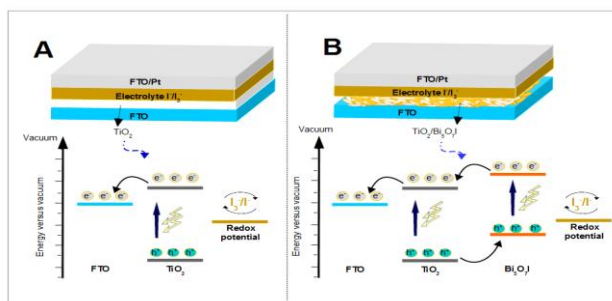 A
FTO/Pt
Electrolyte I⁻/I₃⁻
FTO
TiO₂
Vacuum
Energy versus vacuum
e⁻ e⁻ e⁻
e⁻ e⁻ e⁻
I₃⁻/I⁻
Redox
potential
h⁺ h⁺ h⁺
FTO
TiO₂
B
FTO/Pt
Electrolyte I⁻/I₃⁻
FTO
TiO₂/Bi₅O₇I
Vacuum
Energy versus vacuum
e⁻ e⁻ e⁻
e⁻ e⁻ e⁻
e⁻ e⁻ e⁻
I₃⁻/I⁻
Redox
potential
h⁺ h⁺ h⁺
h⁺ h⁺ h⁺
FTO
TiO₂
Bi₅O₇I